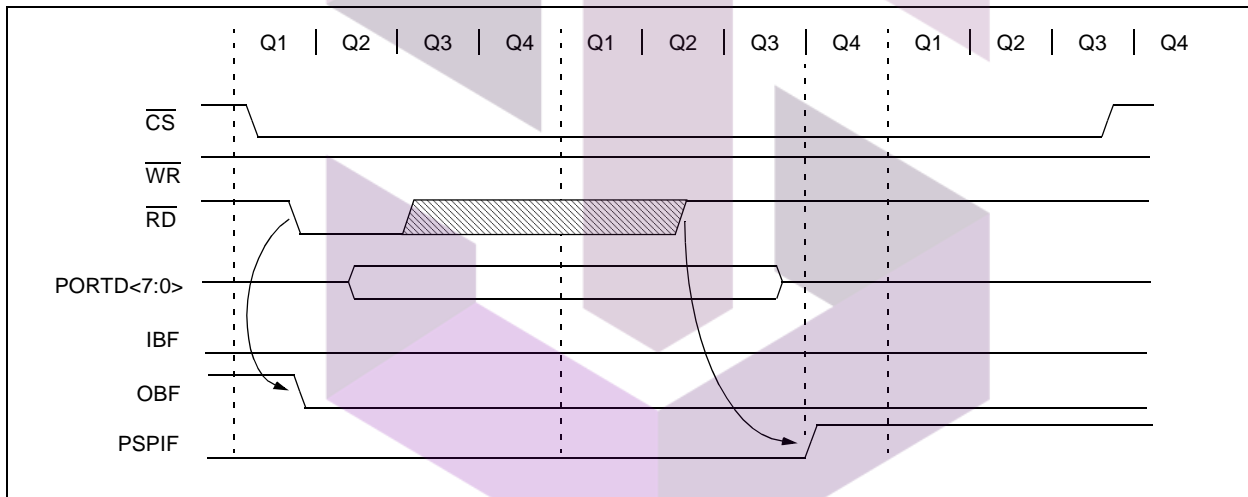 Q1 | Q2 | Q3 | Q4 | Q1 | Q2 | Q3 | Q4 | Q1 | Q2 | Q3 | Q4
CS
WR
RD
PORTD<7:0>
IBF
OBF
PSPIF